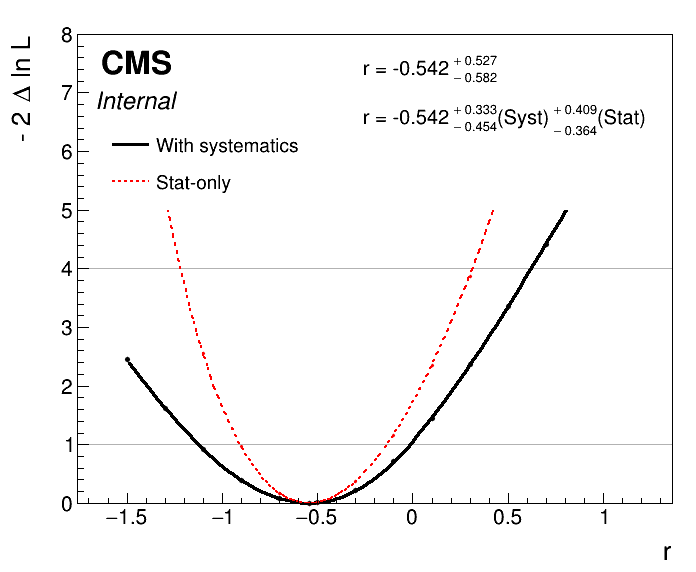 - 2 Δ ln L
8
7
6
5
4
3
2
1
0
CMS
Internal
With systematics
Stat-only
r = -0.542 + 0.527 − 0.582
r = -0.542 + 0.333 − 0.454 (Syst) + 0.409 − 0.364 (Stat)
−1.5 −1 −0.5 0 0.5 1
r